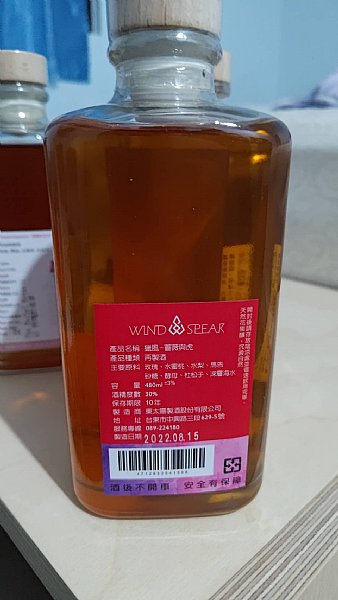 WIND SPEAR
產品名稱 獵風-薔薇與虎
產品種類 再製酒
主要原料 玫瑰、水蜜桃、水梨、馬告
砂糖、酵母、杜松子、深層海水
容量 480ml ±3%
酒精度數 30%
保存期限 10年
製造商 東太陽製酒股份有限公司
地址 台東市中興路三段629-5號
服務專線 089-224180
製造日期 2022.08.15
酒後不開車 安全有保障